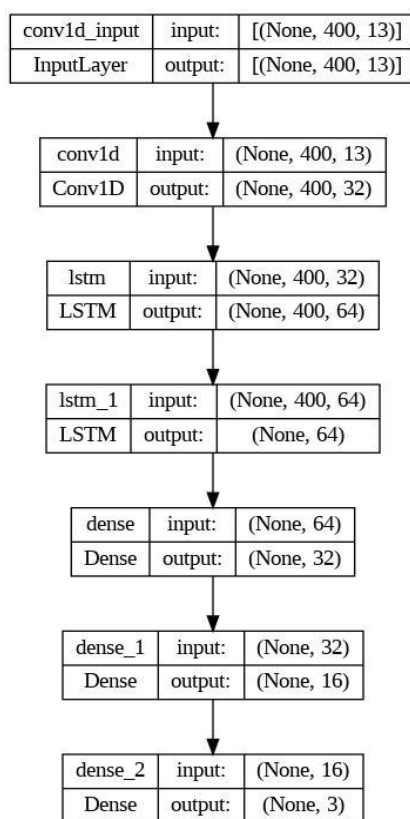 conv1d_input input: [(None, 400, 13)]
InputLayer output: [(None, 400, 13)]
conv1d input: (None, 400, 13)
Conv1D output: (None, 400, 32)
lstm input: (None, 400, 32)
LSTM output: (None, 400, 64)
lstm_1 input: (None, 400, 64)
LSTM output: (None, 64)
dense input: (None, 64)
Dense output: (None, 32)
dense_1 input: (None, 32)
Dense output: (None, 16)
dense_2 input: (None, 16)
Dense output: (None, 3)